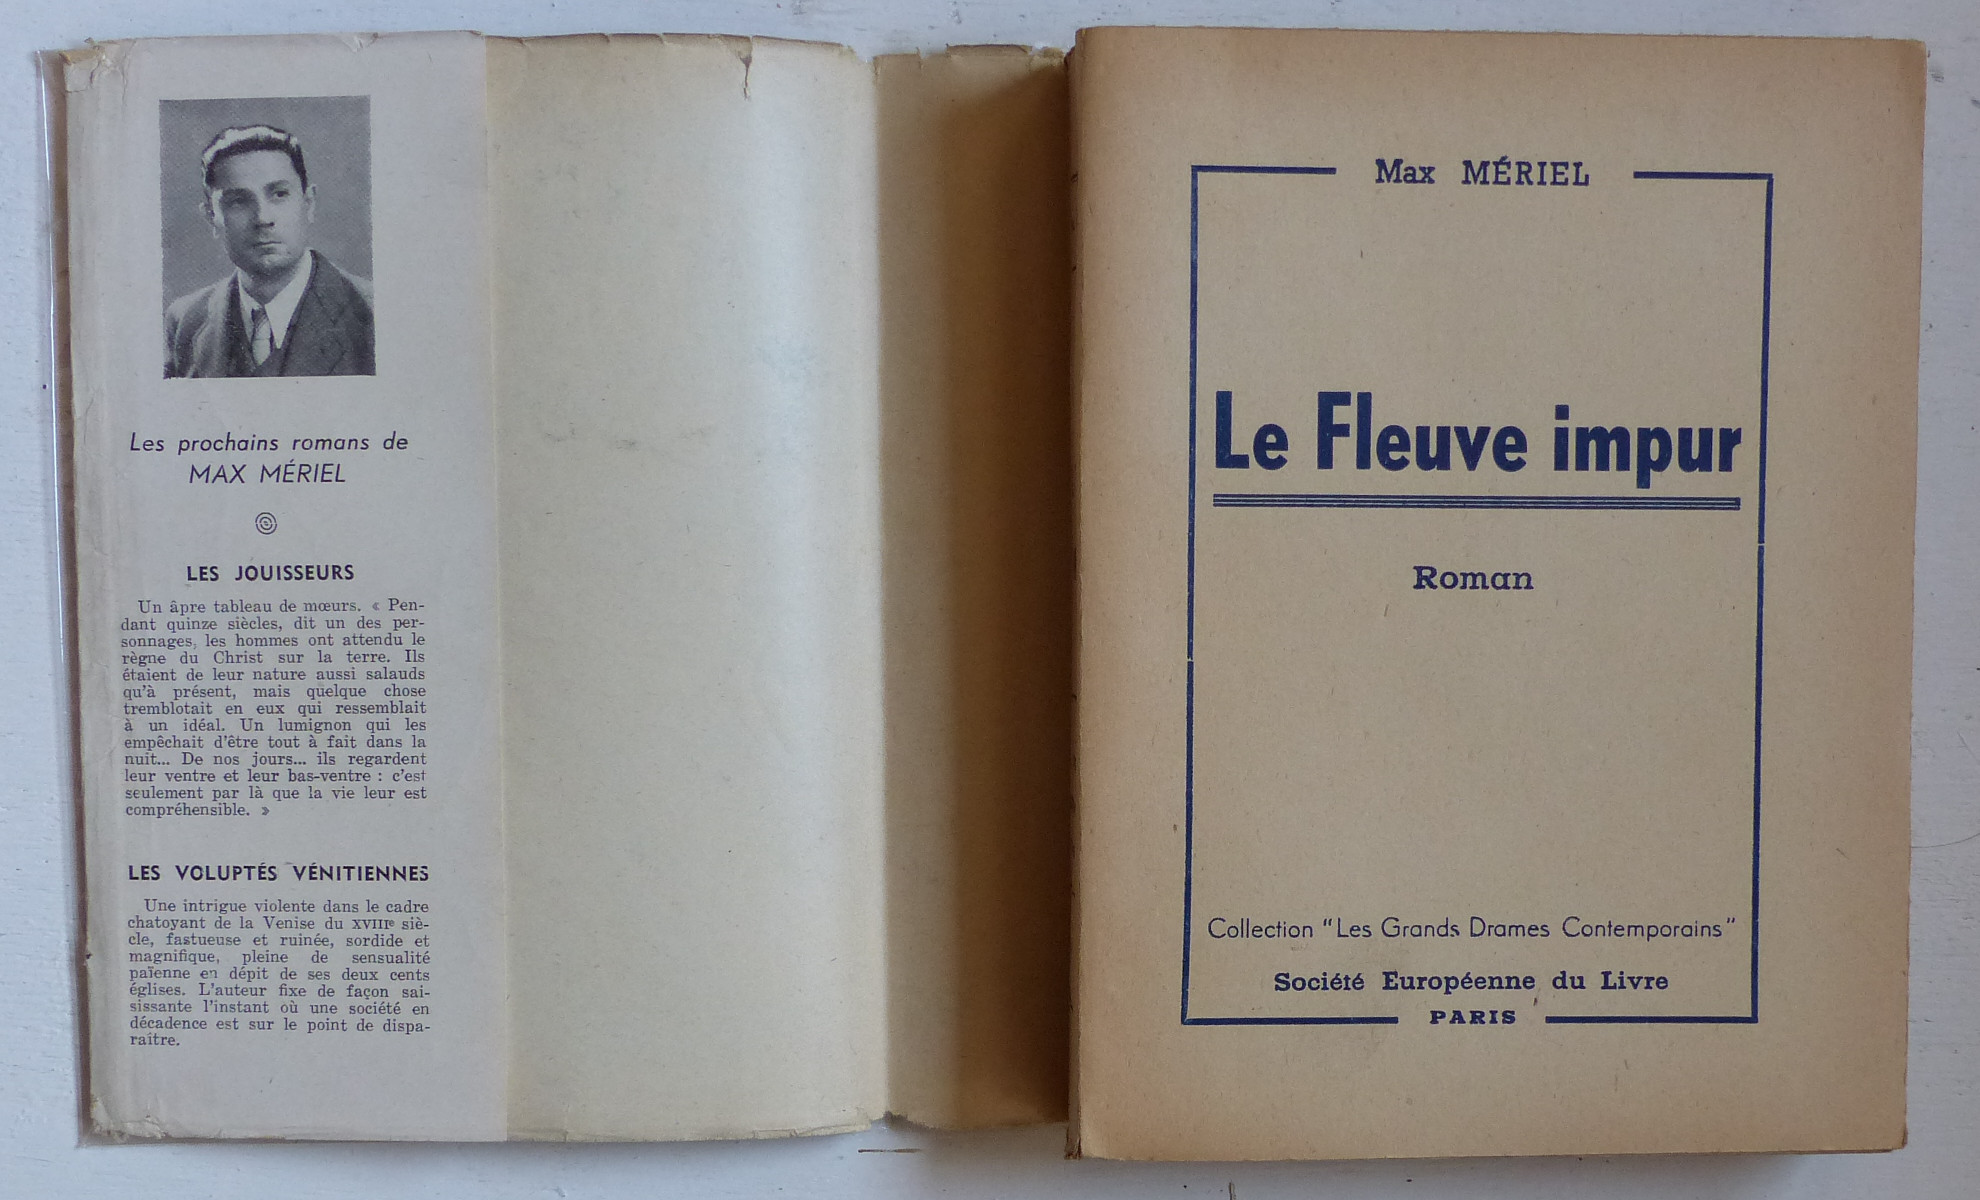 Les prochains romans de
MAX MÉRIEL
LES JOUISSEURS
Un âpre tableau de mœurs. « Pen-
dant quinze siècles, dit un des per-
sonnages, les hommes ont attendu le
règne du Christ sur la terre. Ils
étaient de leur nature aussi salauds
qu'à présent, mais quelque chose
tremblotait en eux qui ressemblait
à un idéal. Un lumignon qui les
empêchait d'être tout à fait dans la
nuit... De nos jours... ils regardent
leur ventre et leur bas-ventre : c'est
seulement par là que la vie leur est
compréhensible. »
LES VOLUPTÉS VÉNITIENNES
Une intrigue violente dans le cadre
chatoyant de la Venise du XVIIIe siè-
cle, fastueuse et ruinée, sordide et
magnifique, pleine de sensualité
païenne en dépit de ses deux cents
églises. L'auteur fixe de façon sai-
sissante l'instant où une société en
décadence est sur le point de dispa-
raître.
Max MÉRIEL
Le Fleuve impur
Roman
Collection "Les Grands Drames Contemporains"
Société Européenne du Livre
PARIS